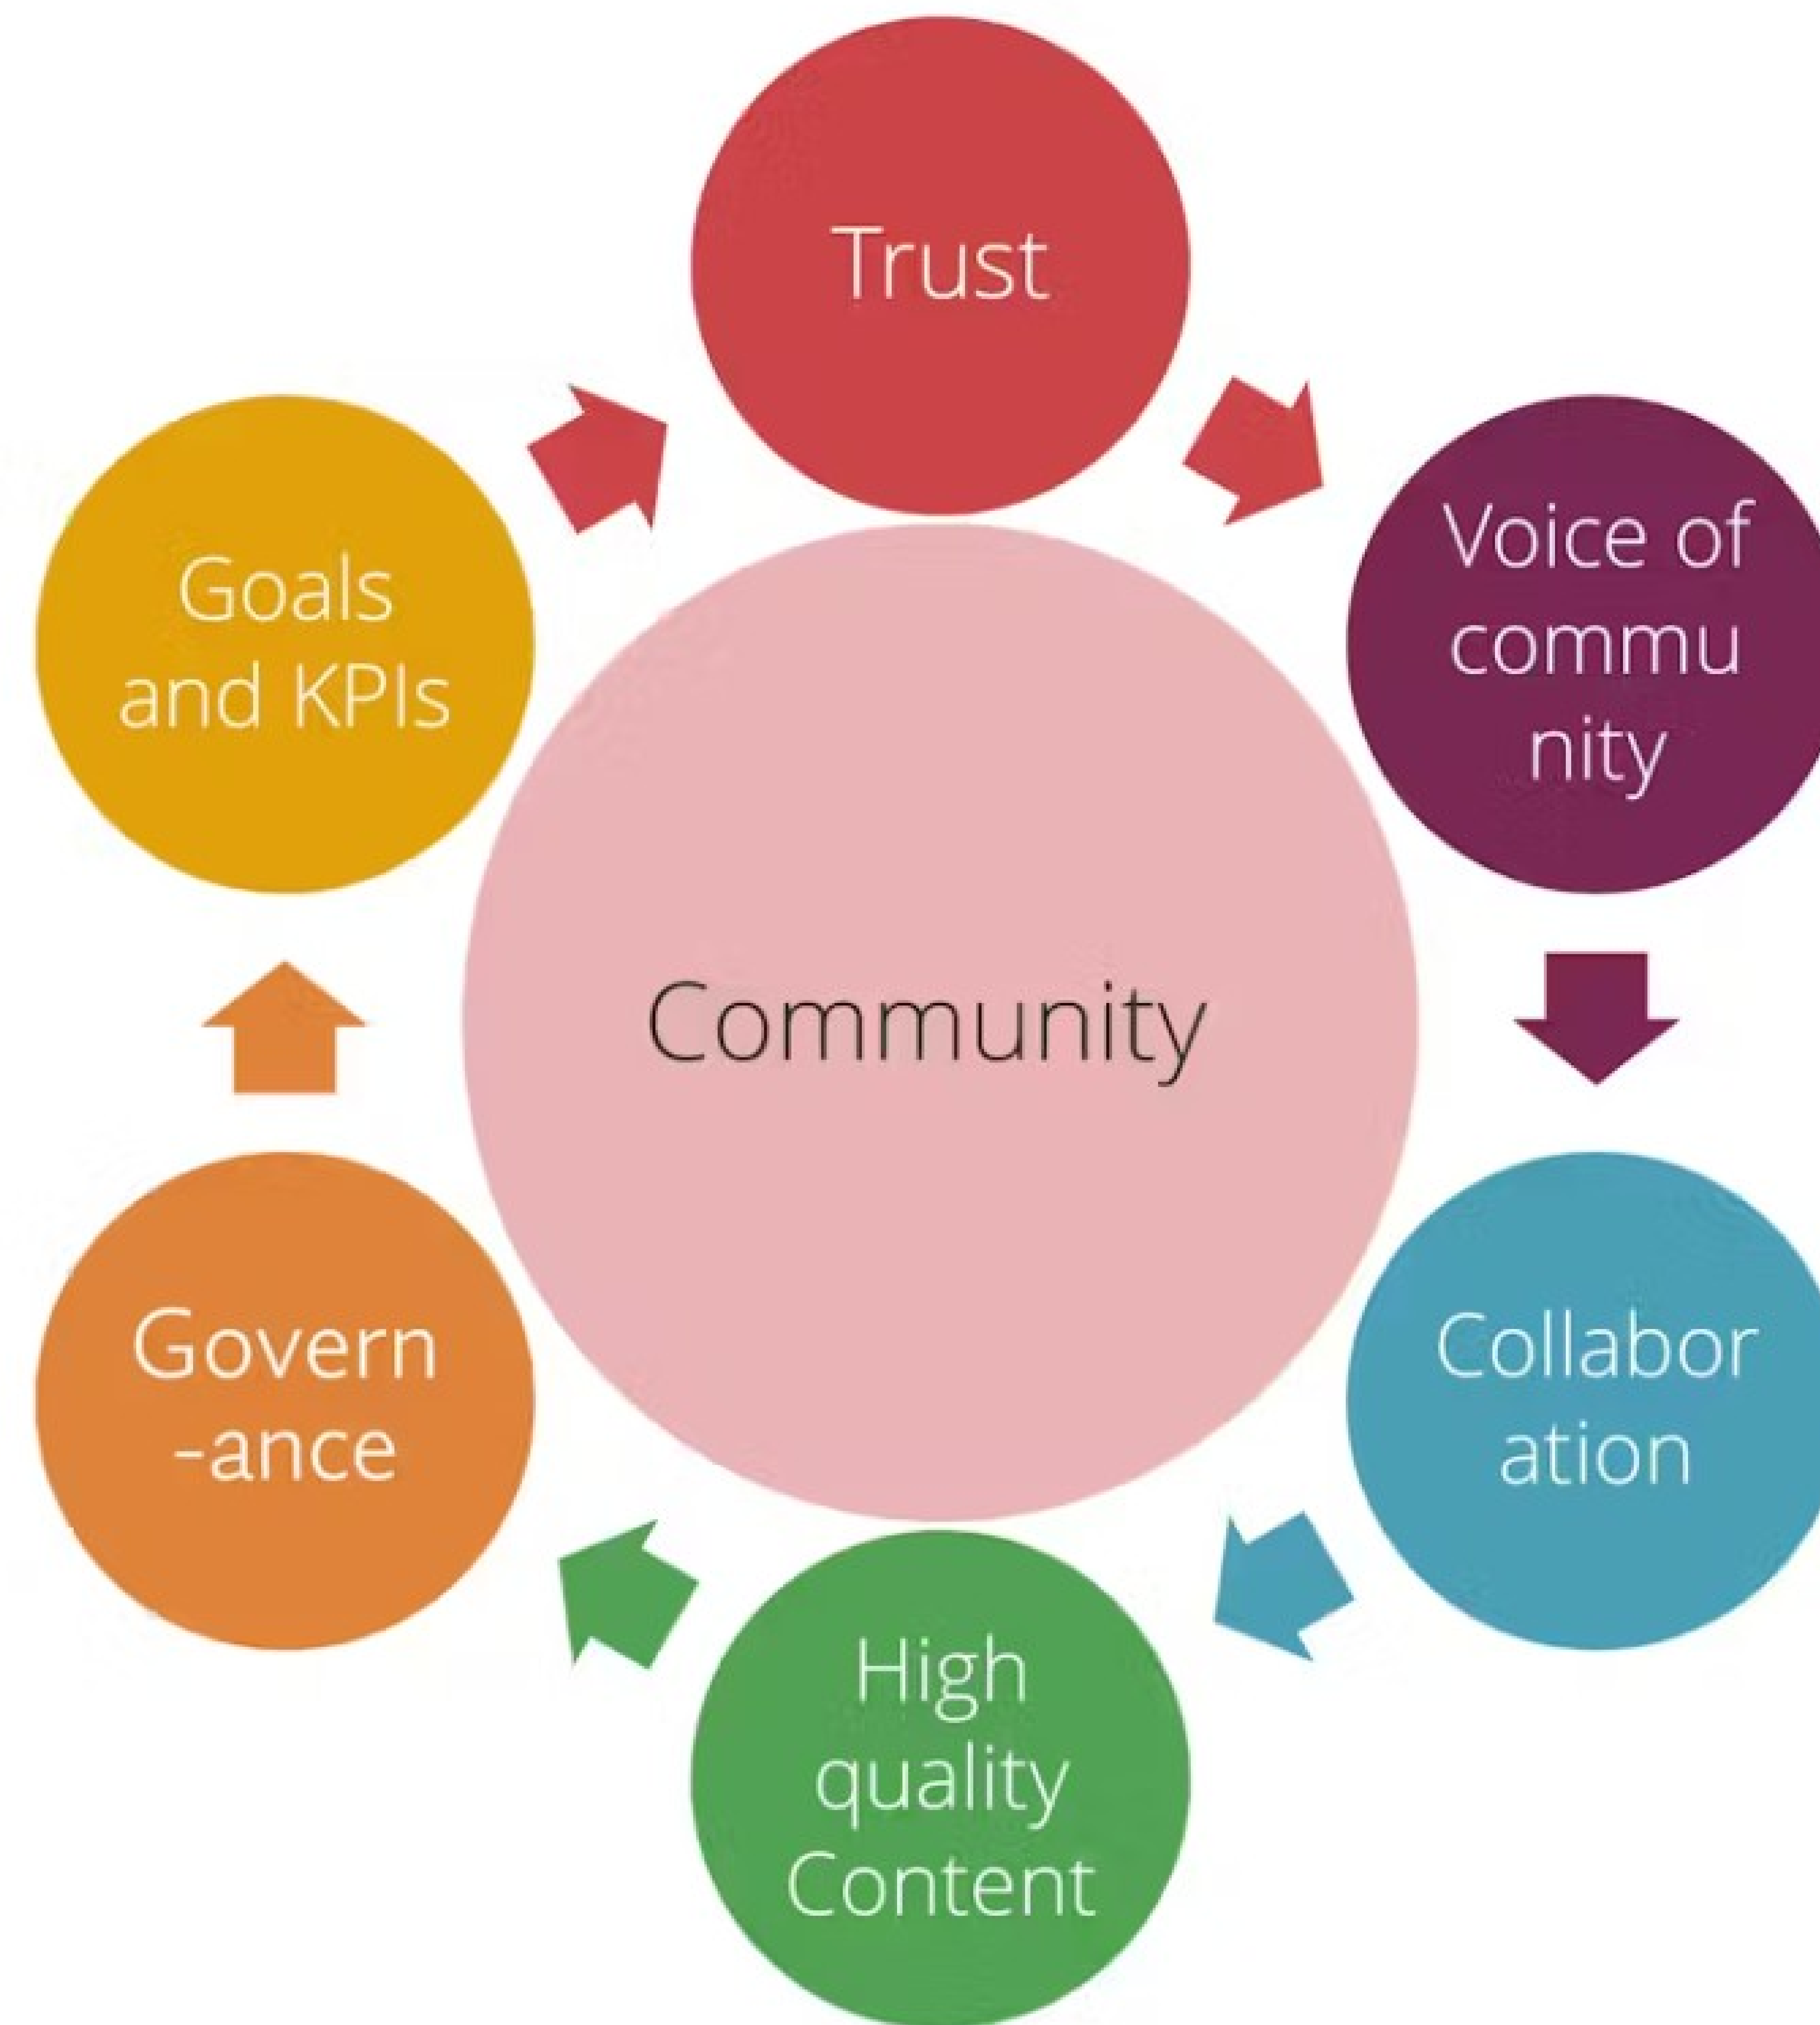 Trust
Voice of
commu
nity
Collabor
ation
High
quality
Content
Govern
-ance
Goals
and KPIs
Community